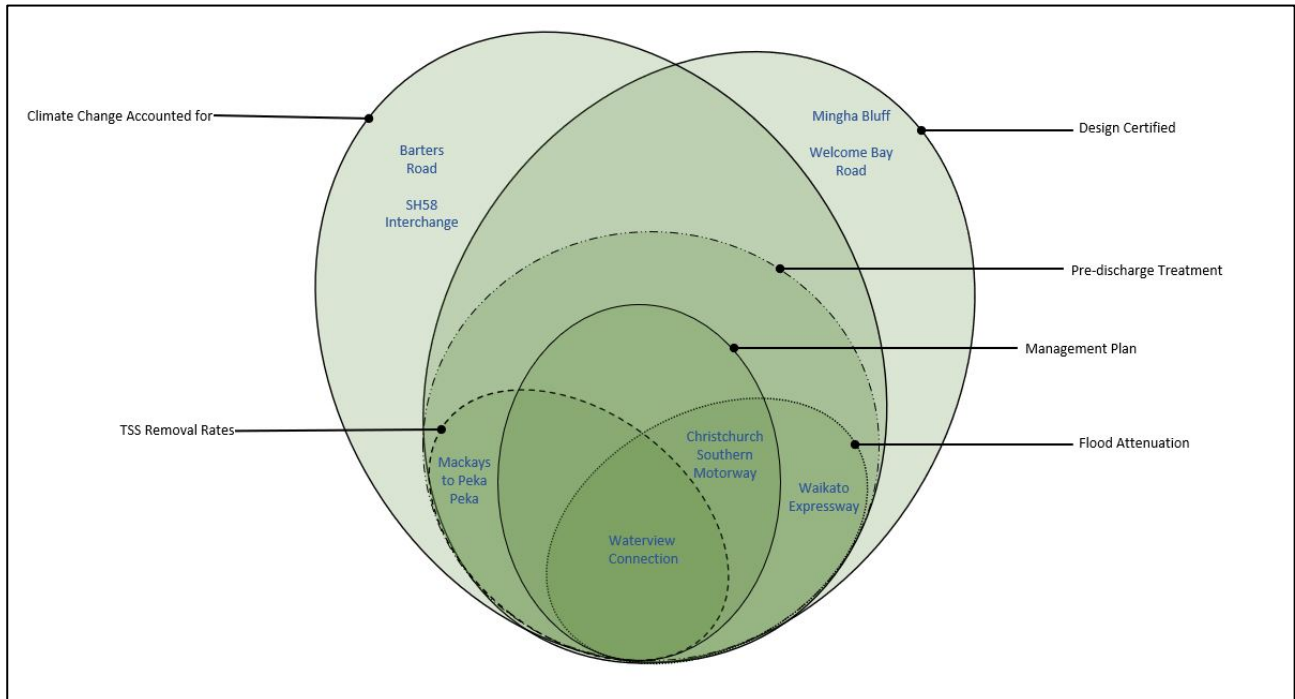 Climate Change Accounted for
Barters
Road
SH58
Interchange
Mingha Bluff
Welcome Bay
Road
Design Certified
Pre-discharge Treatment
Management Plan
TSS Removal Rates
Flood Attenuation
Mackays
to Peka
Peka
Christchurch
Southern
Motorway
Waikato
Expressway
Waterview
Connection